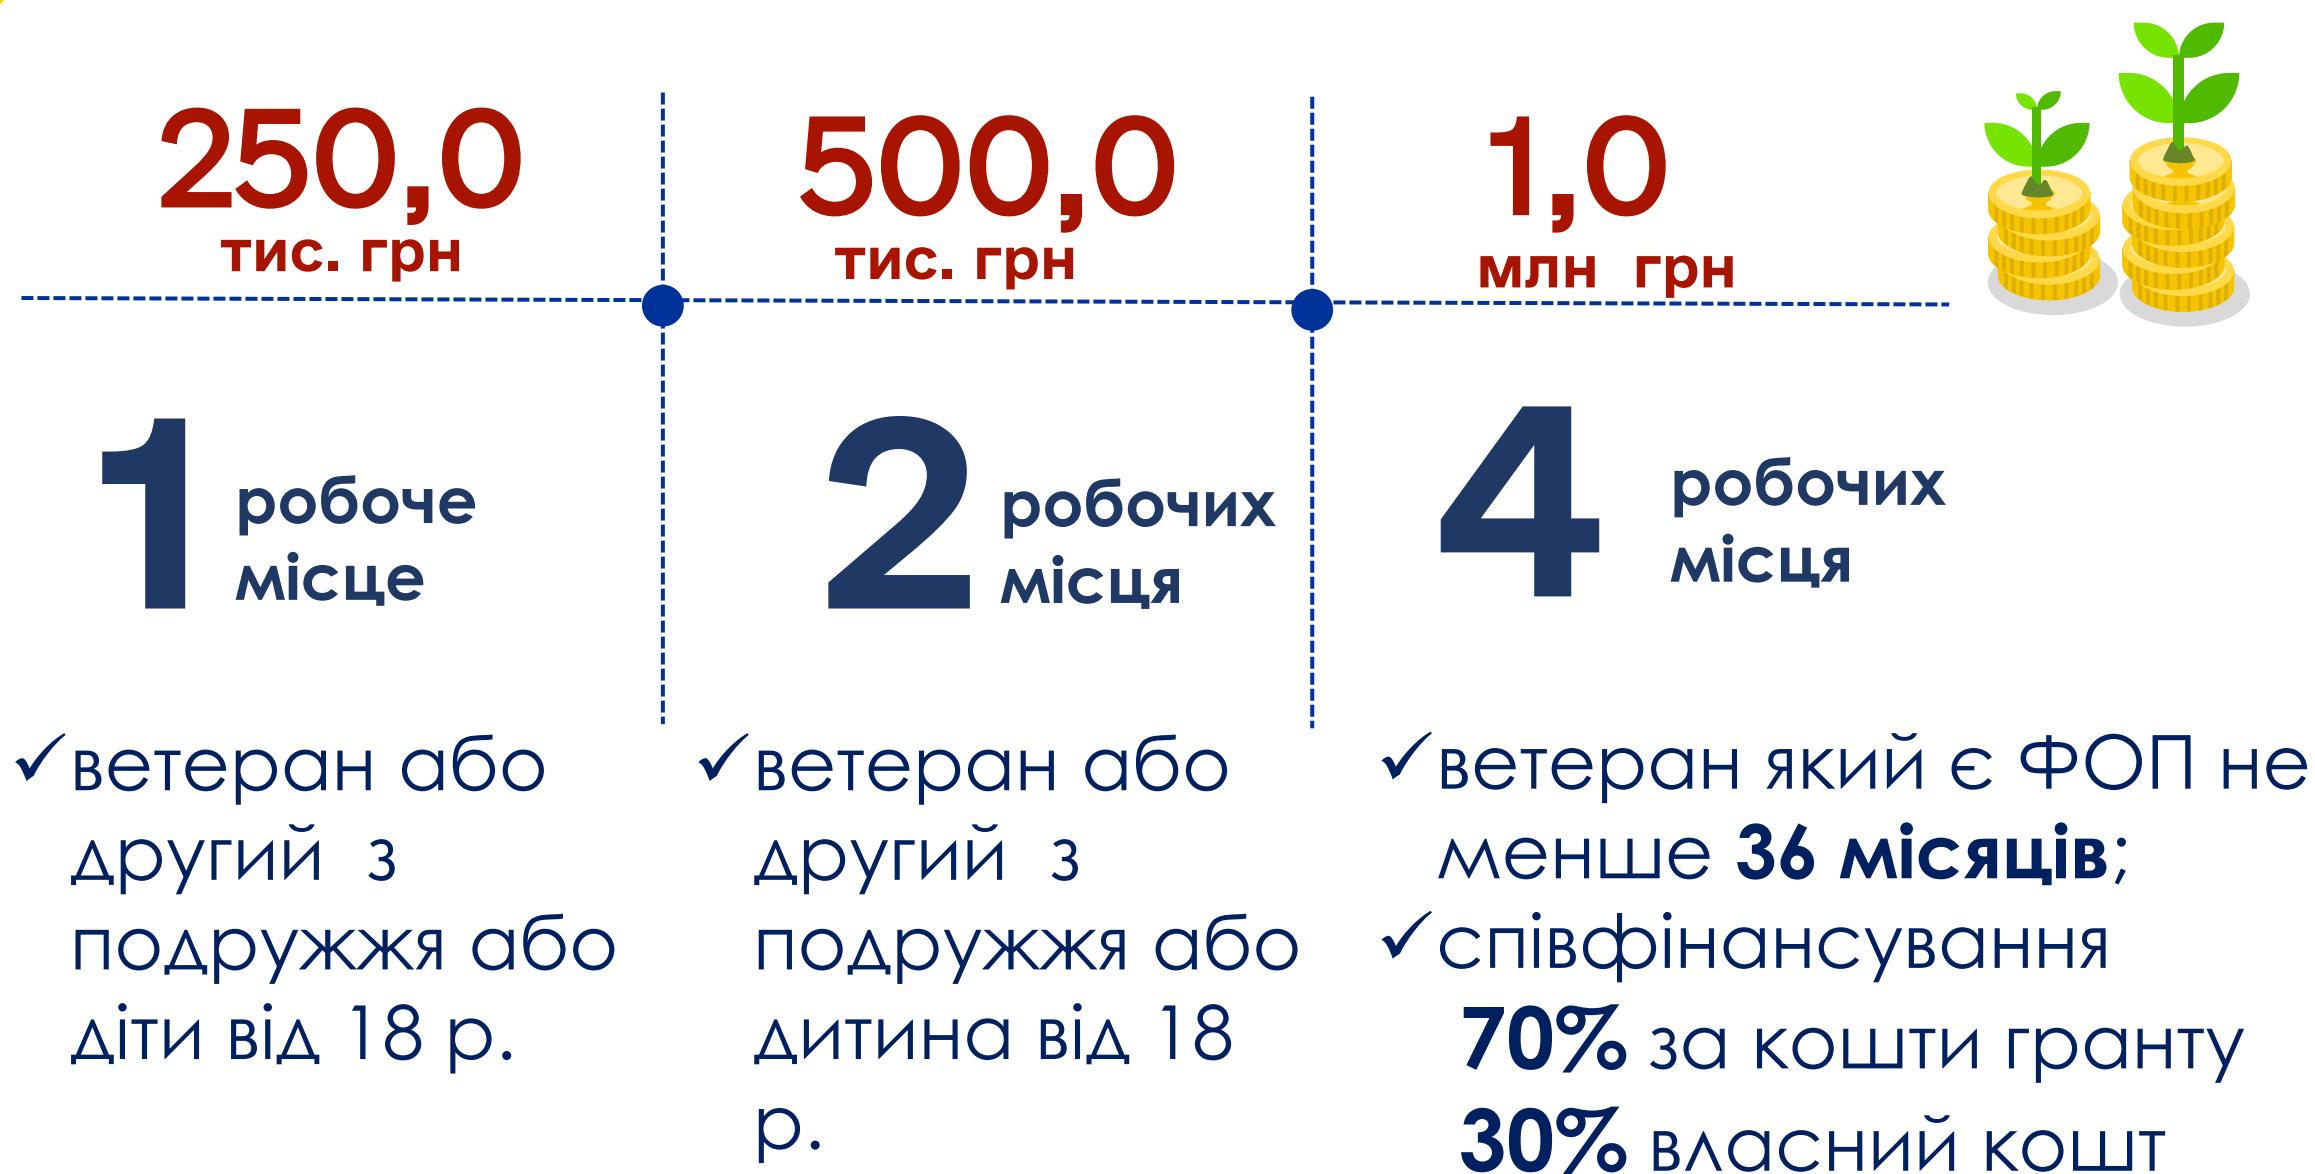 250,0
тис. грн
500,0
тис. грн
1,0
млн грн
1
робоче
місце
2
робочих
місця
4
робочих
місця
✓ветеран або
другий з
подружжя або
діти від 18 р.
✓ветеран або
другий з
подружжя або
дитина від 18
р.
✓ветеран який є ФОП не
менше 36 місяців;
✓співфінансування
70% за кошти гранту
30% власний кошт